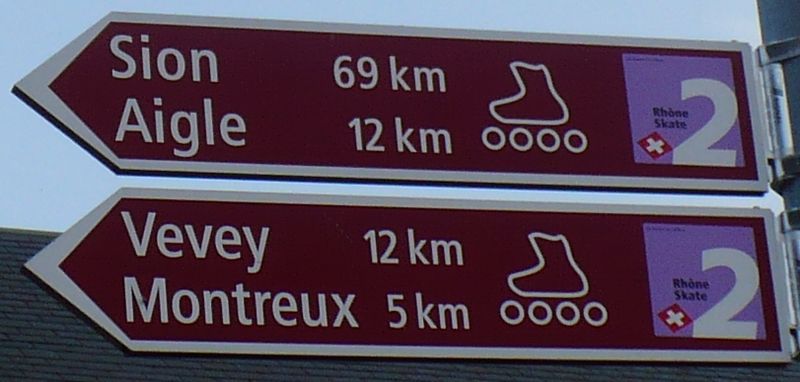 Sion 69 km
Aigle 12 km
Rhône
Skate
2
Vevey 12 km
Montreux 5 km
Rhône
Skate
2